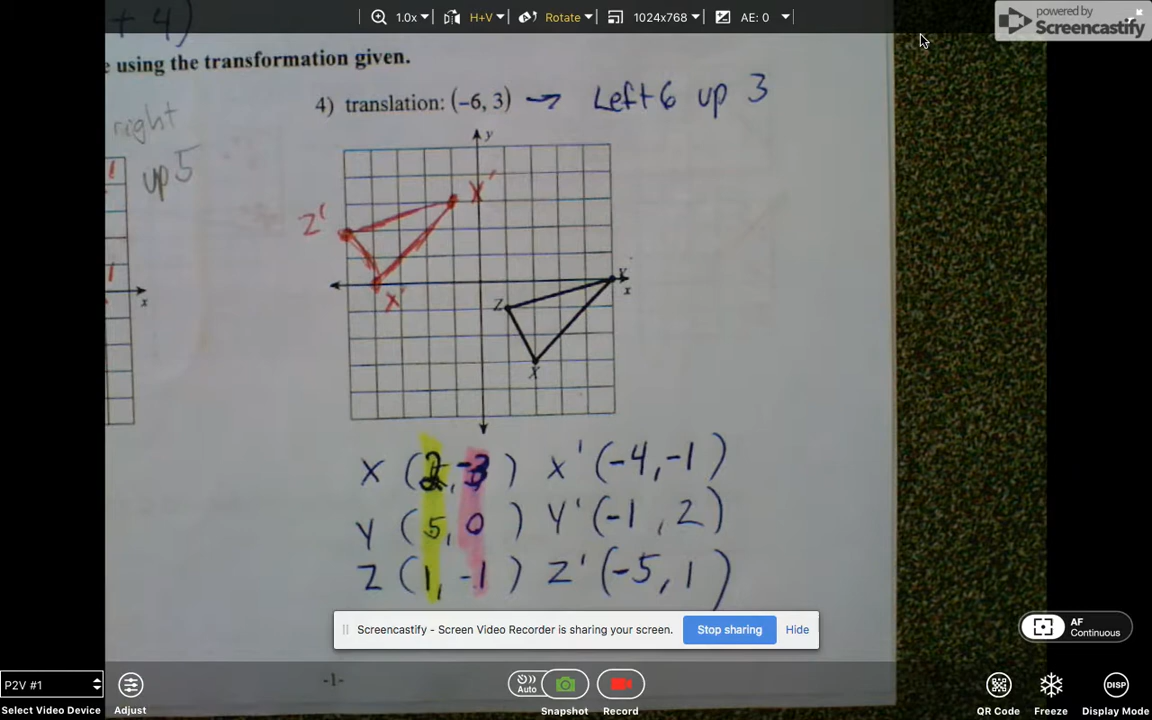 1.0x H+V Rotate 1024x768 AE: 0
powered by
Screencastify
+ 4)
using the transformation given.
4) translation: (-6, 3) → Left 6 up 3
right
up 5
y
x
Z' X'
X'
x
Z
X
X (2, -3) X' (-4, -1)
Y (5, 0) Y' (-1, 2)
Z (1, -1) Z' (-5, 1)
Screencastify - Screen Video Recorder is sharing your screen. Stop sharing Hide
AF
Continuous
-1-
P2V #1
Select Video Device
Adjust
Auto
Snapshot
Record
QR Code
Freeze
DISP
Display Mode